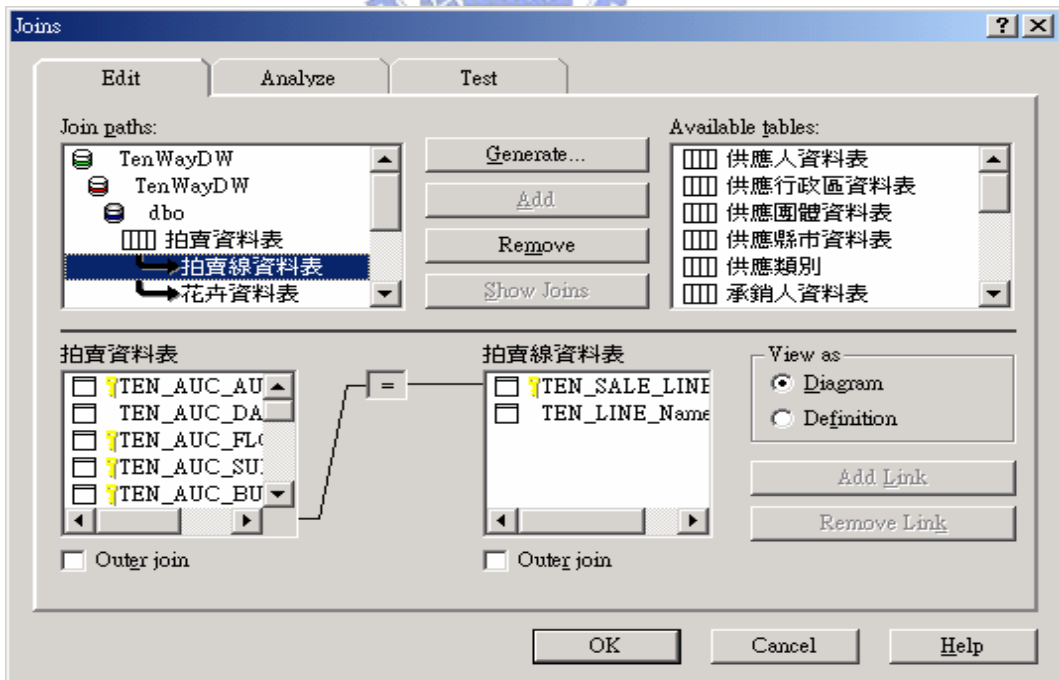 Joins
Edit Analyze Test
Join paths:
TenWayDW
TenWayDW
dbo
拍賣資料表
拍賣線資料表
花卉資料表
Generate...
Add
Remove
Show Joins
Available tables:
供應人資料表
供應行政區資料表
供應團體資料表
供應縣市資料表
供應類別
承銷人資料表
拍賣資料表
TEN_AUC_AU
TEN_AUC_DA
TEN_AUC_FLO
TEN_AUC_SU
TEN_AUC_BU
Outer join
=
拍賣線資料表
TEN_SALE_LINE
TEN_LINE_Name
Outer join
View as
Diagram
Definition
Add Link
Remove Link
OK Cancel Help